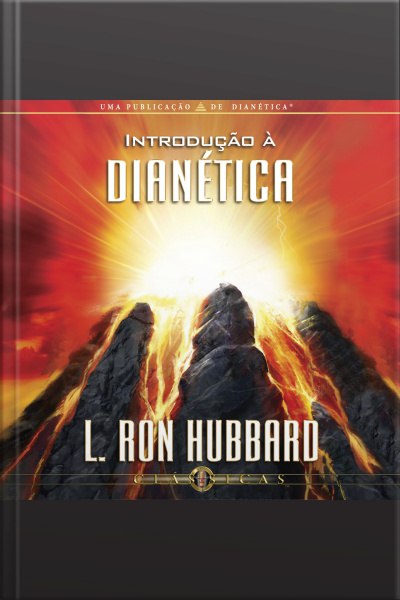 UMA PUBLICAÇÃO DE DIANÉTICA®
INTRODUÇÃO À
DIANÉTICA
L. RON HUBBARD
CLÁSSICAS